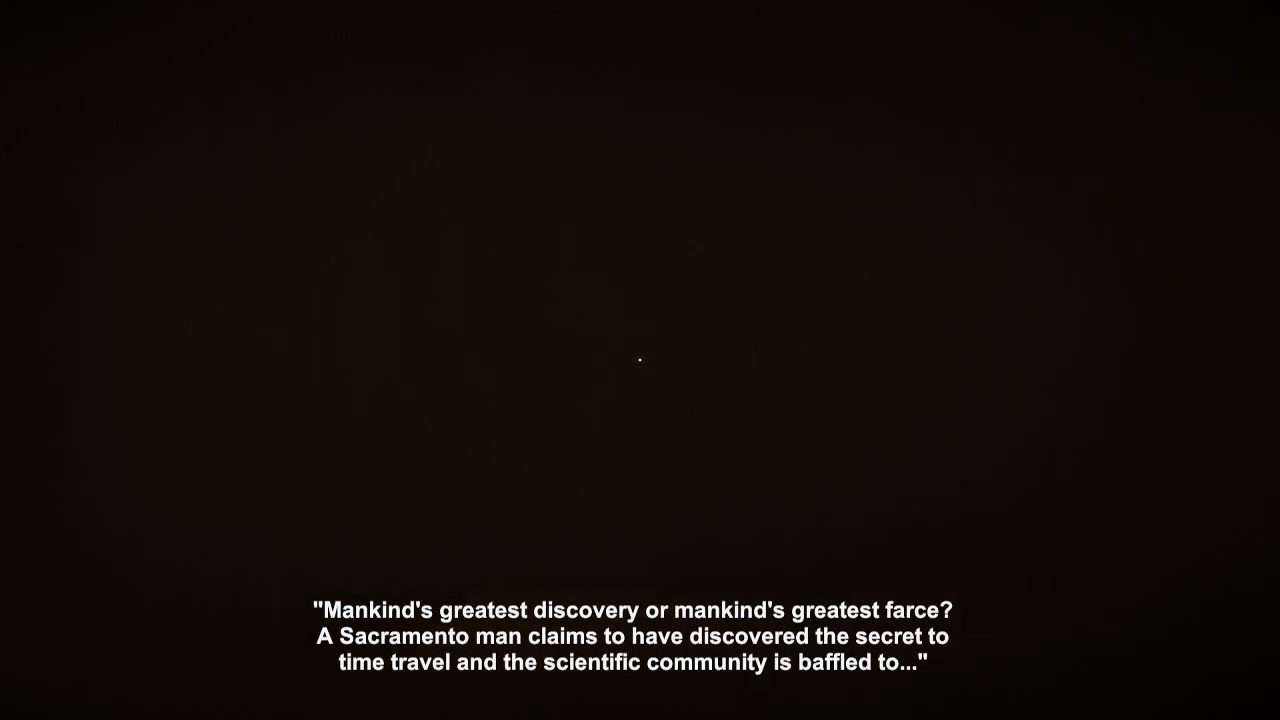 "Mankind's greatest discovery or mankind's greatest farce?
A Sacramento man claims to have discovered the secret to
time travel and the scientific community is baffled to..."